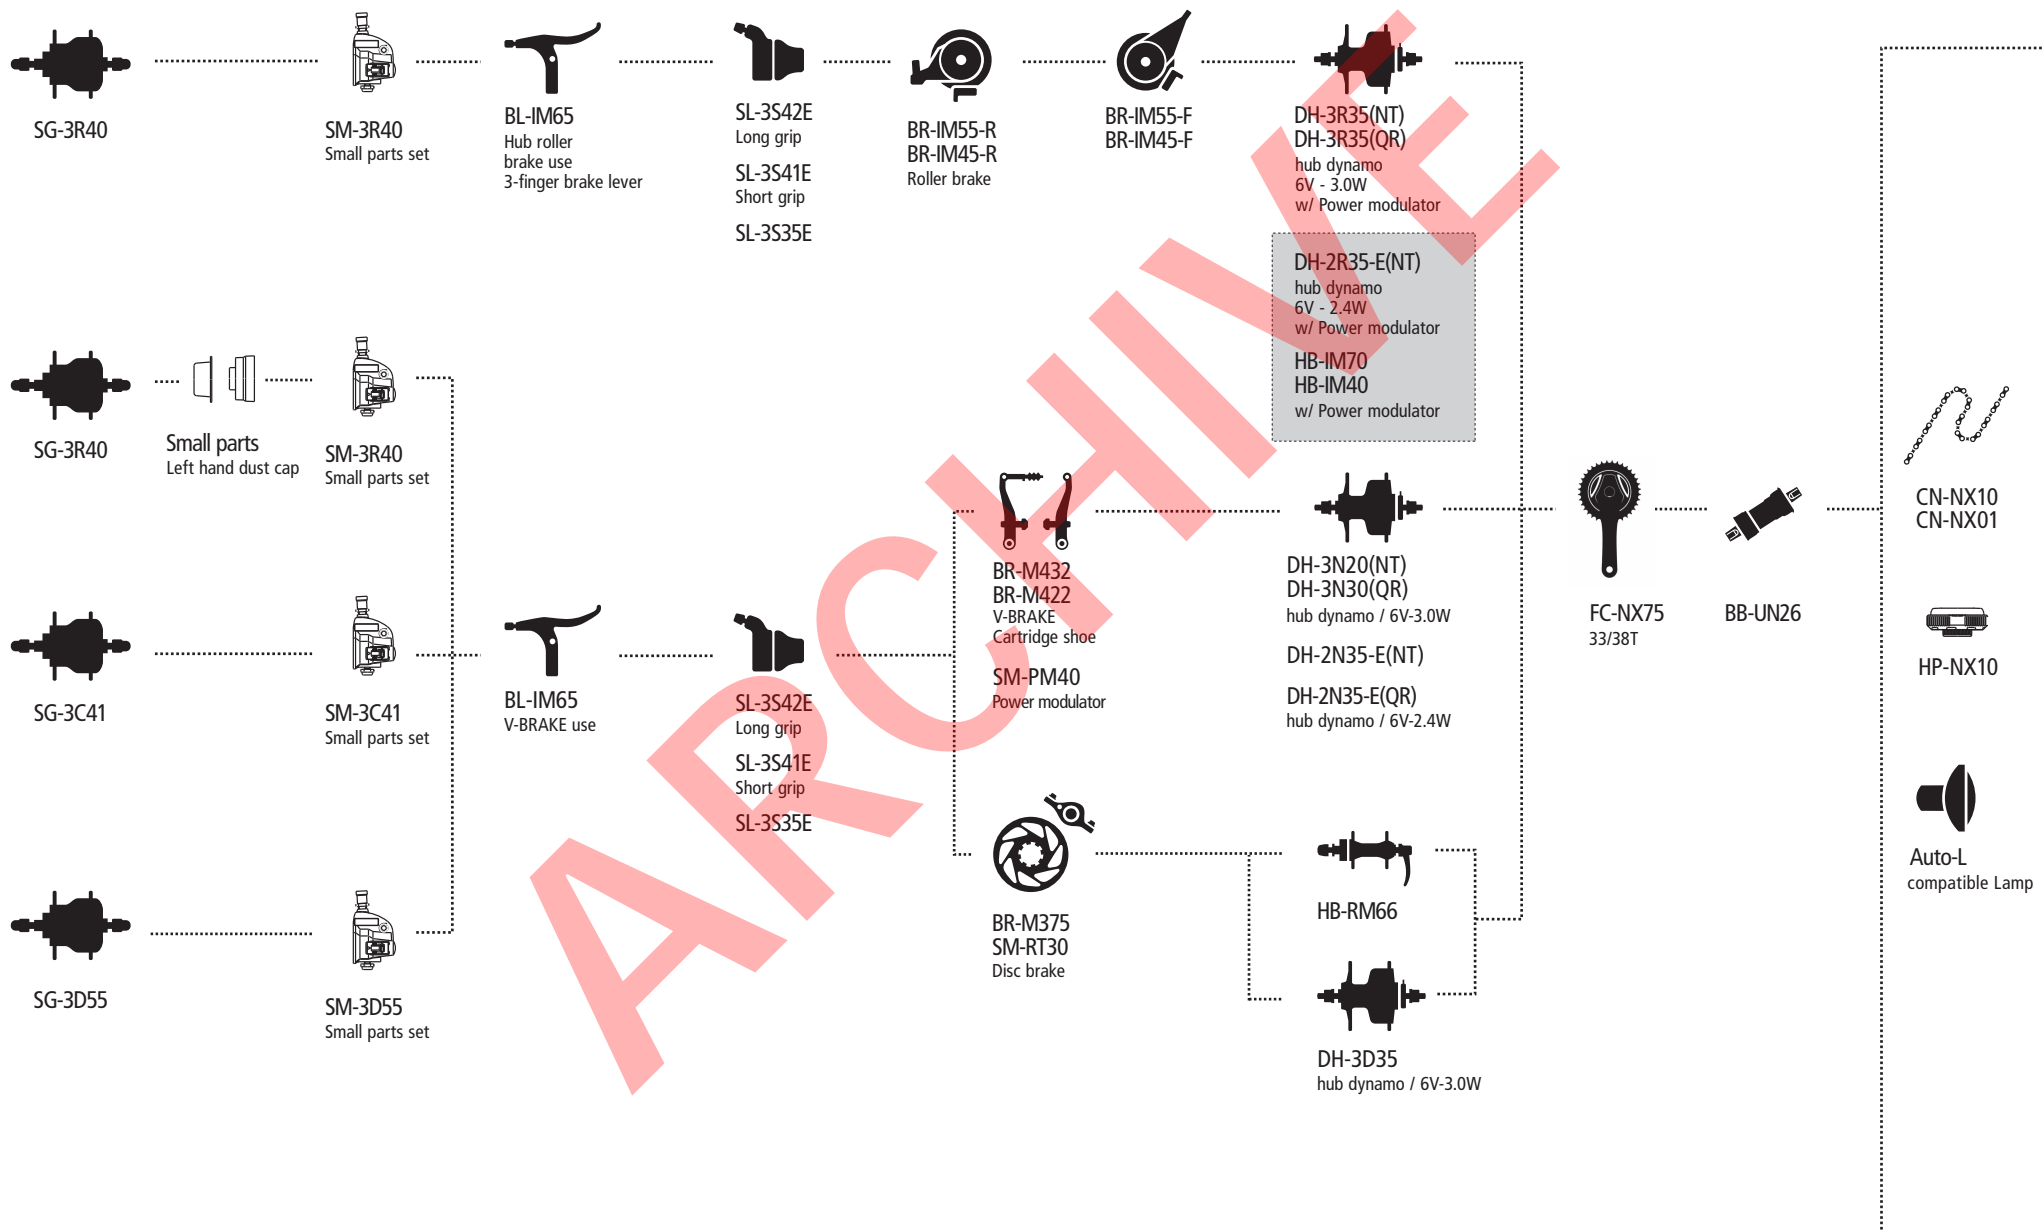 SG-3R40
SM-3R40
Small parts set
BL-IM65
Hub roller
brake use
3-finger brake lever
SL-3S42E
Long grip
SL-3S41E
Short grip
SL-3S35E
BR-IM55-R
BR-IM45-R
Roller brake
BR-IM55-F
BR-IM45-F
DH-3R35(NT)
DH-3R35(QR)
hub dynamo
6V - 3.0W
w/ Power modulator
DH-2R35-E(NT)
hub dynamo
6V - 2.4W
w/ Power modulator
HB-IM70
HB-IM40
w/ Power modulator
SG-3R40
Small parts
Left hand dust cap
SM-3R40
Small parts set
SG-3C41
SM-3C41
Small parts set
SG-3D55
SM-3D55
Small parts set
BL-IM65
V-BRAKE use
SL-3S42E
Long grip
SL-3S41E
Short grip
SL-3S35E
BR-M432
BR-M422
V-BRAKE
Cartridge shoe
SM-PM40
Power modulator
DH-3N20(NT)
DH-3N30(QR)
hub dynamo / 6V-3.0W
DH-2N35-E(NT)
DH-2N35-E(QR)
hub dynamo / 6V-2.4W
BR-M375
SM-RT30
Disc brake
HB-RM66
DH-3D35
hub dynamo / 6V-3.0W
FC-NX75
33/38T
BB-UN26
CN-NX10
CN-NX01
HP-NX10
Auto-L
compatible Lamp
ARCHIVE